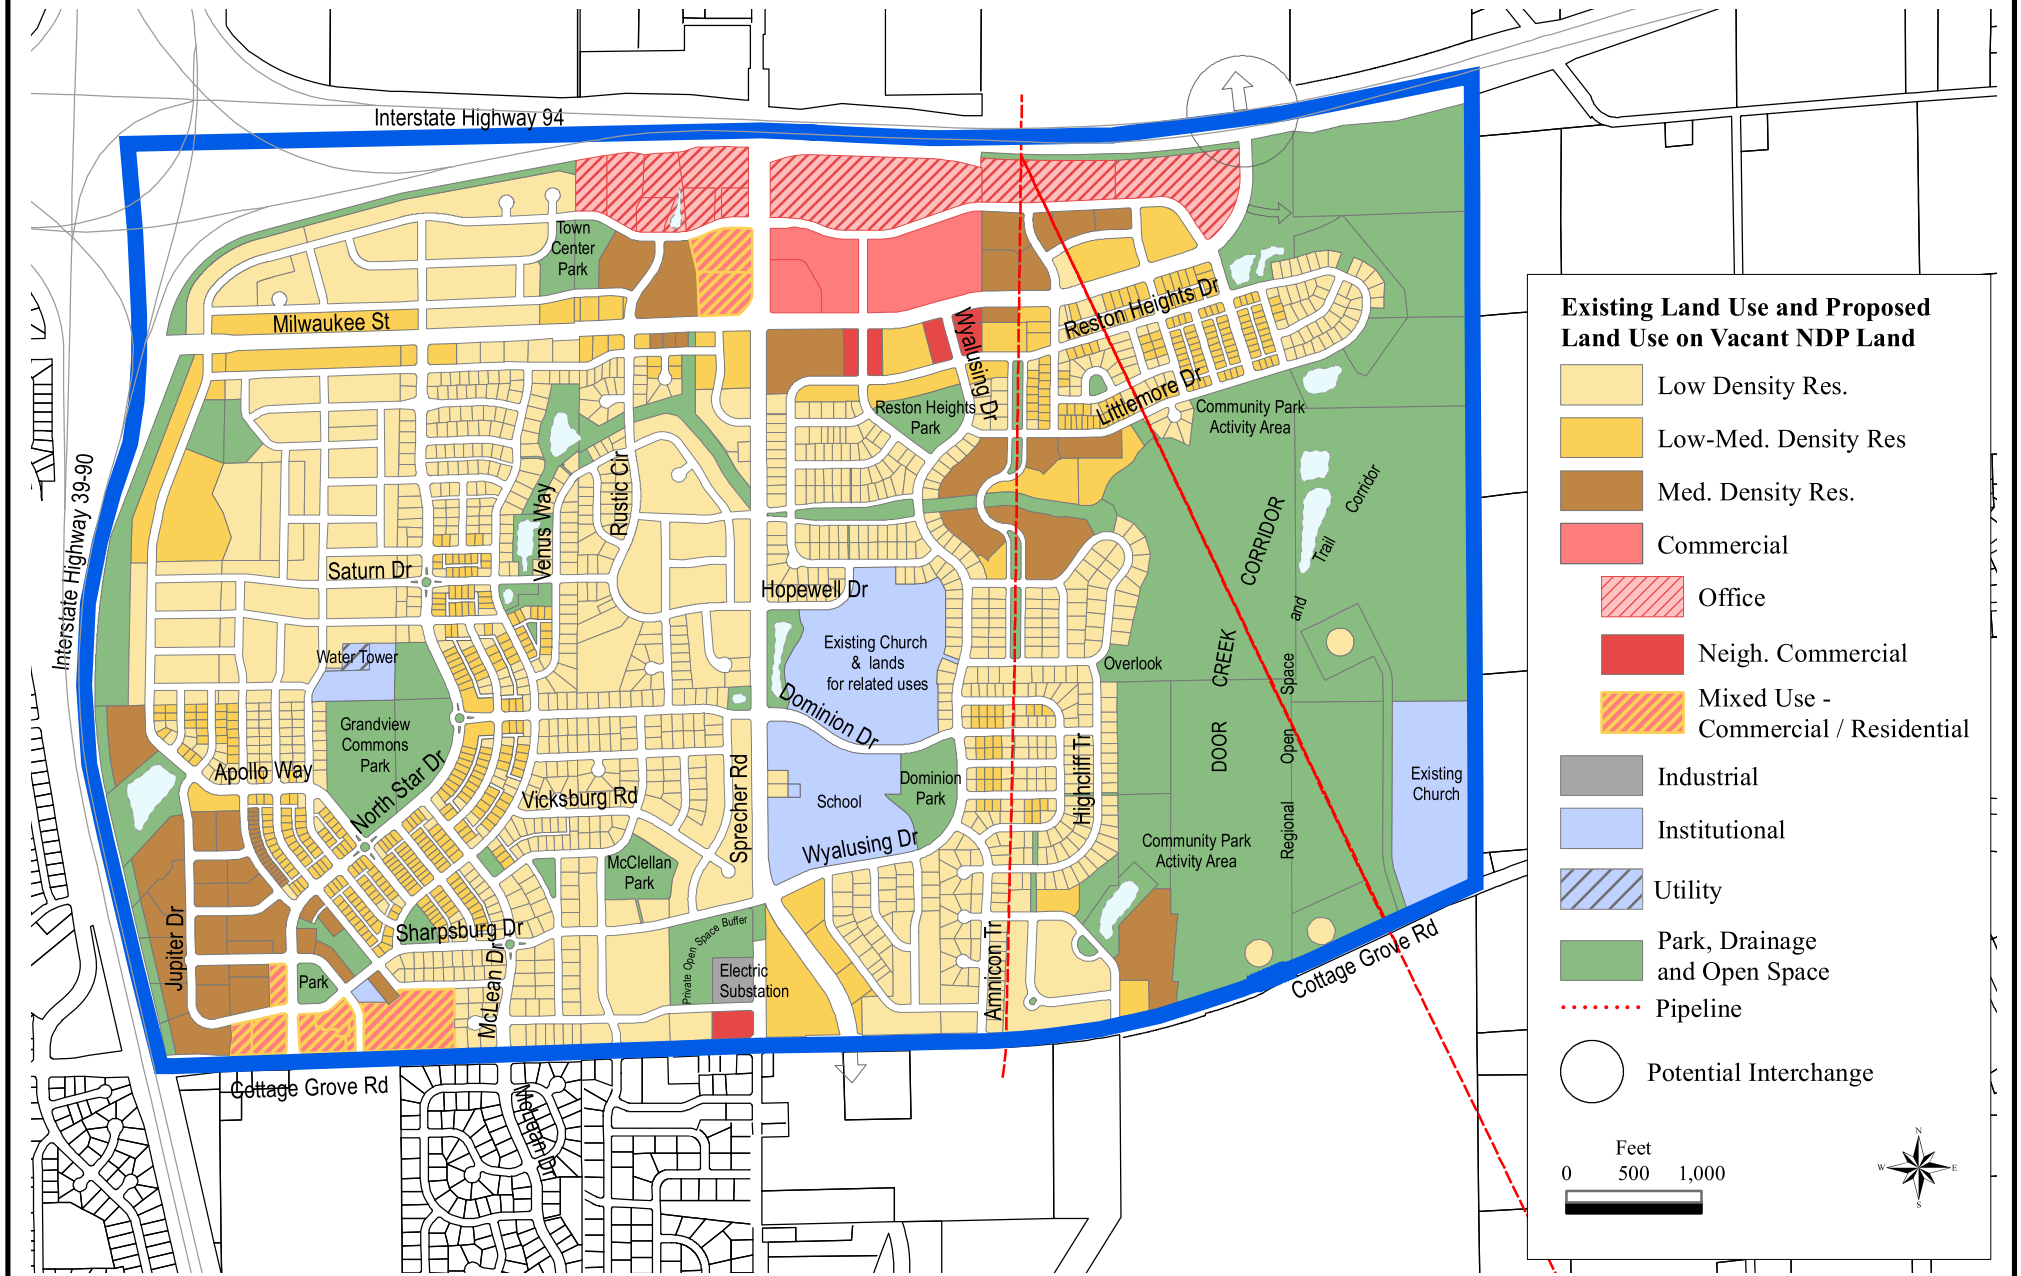 Interstate Highway 94
Town
Center
Park
Milwaukee St
Wyalusing Dr
Reston Heights Dr
Littlemore Dr
Reston Heights
Park
Community Park
Activity Area
Interstate Highway 39-90
Venus Way
Rustic Cir
Saturn Dr
Hopewell Dr
CORRIDOR
CREEK
DOOR
Corridor
Trail
and
Space
Open
Regional
Water Tower
Existing Church
& lands
for related uses
Overlook
Grandview
Commons
Park
Dominion Dr
Apollo Way
North Star Dr
Vicksburg Rd
Sprecher Rd
School
Dominion
Park
Highcliff Tr
Existing
Church
Wyalusing Dr
McClellan
Park
Community Park
Activity Area
Jupiter Dr
Sharpsburg Dr
McLean Dr
Private Open Space Buffer
Electric
Substation
Park
Amnicon Tr
Cottage Grove Rd
Cottage Grove Rd
McLean Dr
Existing Land Use and Proposed
Land Use on Vacant NDP Land
Low Density Res.
Low-Med. Density Res
Med. Density Res.
Commercial
Office
Neigh. Commercial
Mixed Use -
Commercial / Residential
Industrial
Institutional
Utility
Park, Drainage
and Open Space
Pipeline
Potential Interchange
Feet
0 500 1,000
N
W E
S